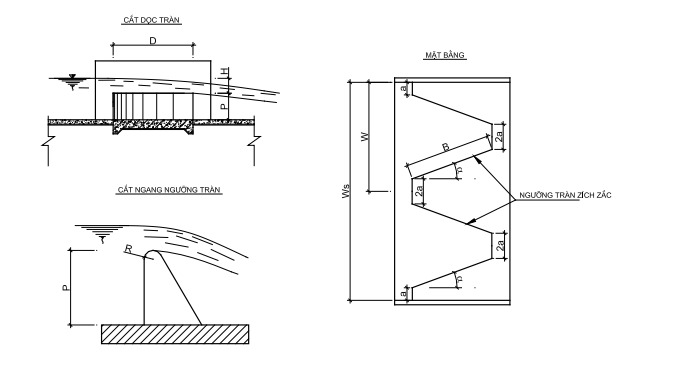 CẮT DỌC TRÀN
D
H
P
CẮT NGANG NGƯỠNG TRÀN
R
P
MẶT BẰNG
a
W
B
2a
Ws
2a
NGƯỠNG TRÀN ZÍCH ZẮC
2a
a